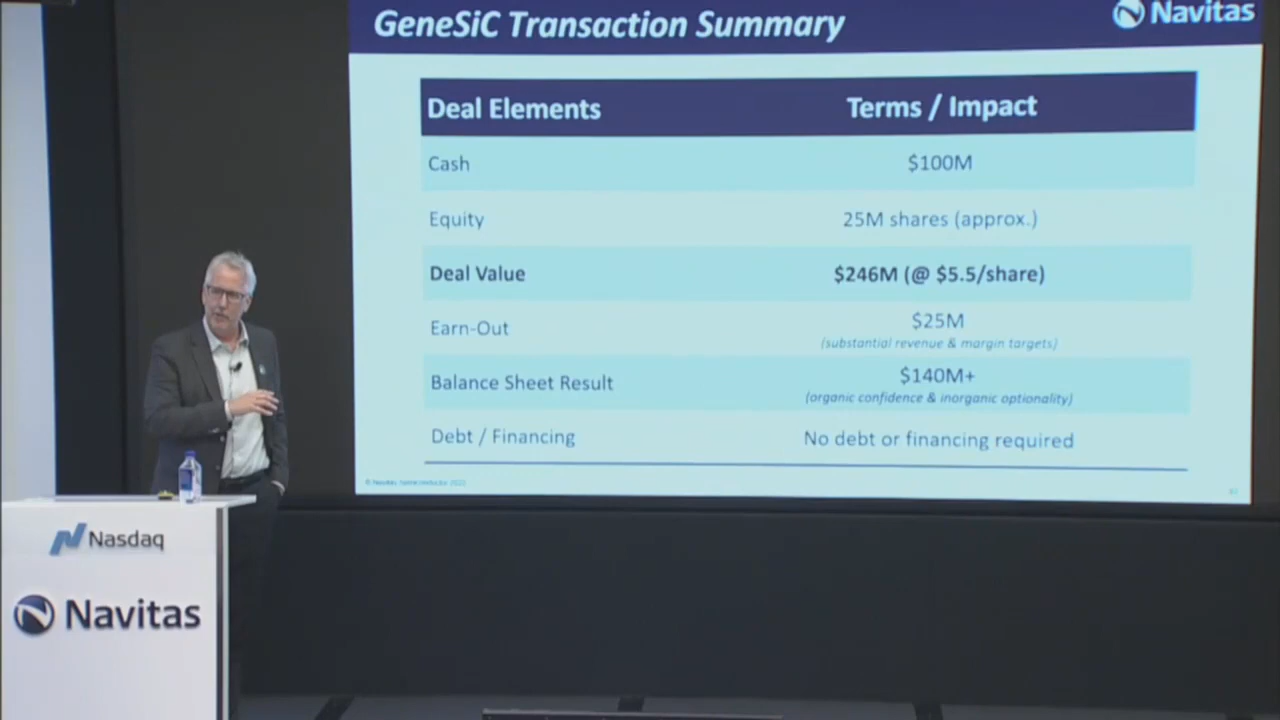 GeneSiC Transaction Summary
Navitas
Deal Elements Terms / Impact
Cash $100M
Equity 25M shares (approx.)
Deal Value $246M (@ $5.5/share)
Earn-Out $25M
(substantial revenue & margin targets)
Balance Sheet Result $140M+
(organic confidence & inorganic optionality)
Debt / Financing No debt or financing required
Nasdaq
Navitas